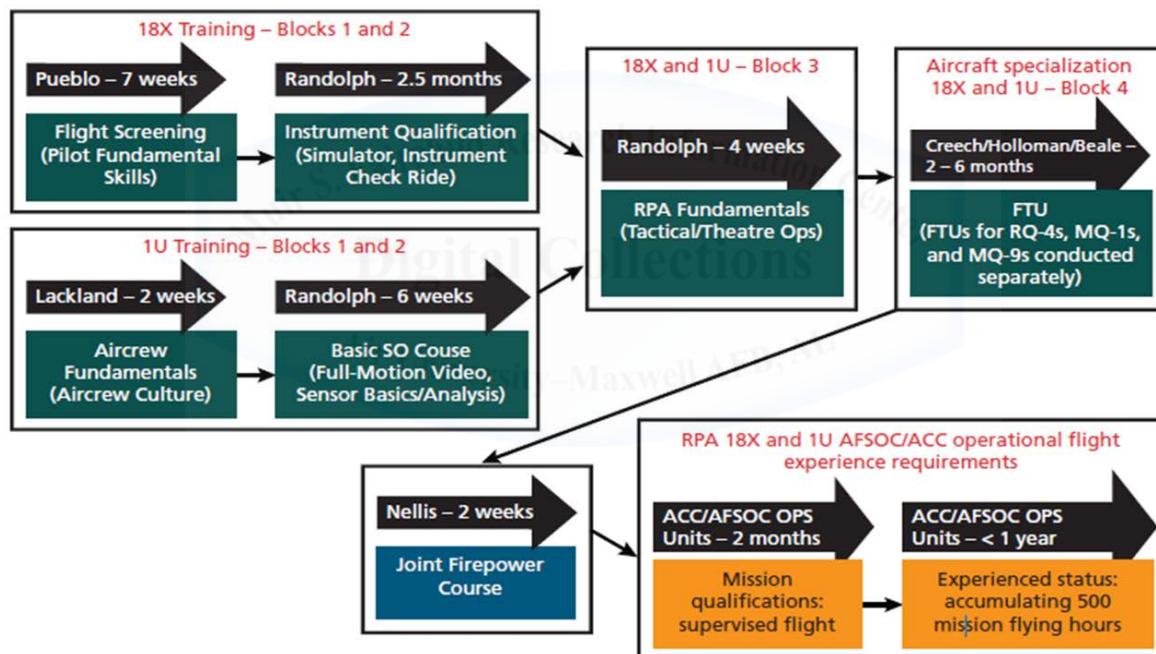 18X Training – Blocks 1 and 2
Pueblo – 7 weeks
Flight Screening
(Pilot Fundamental
Skills)
Randolph – 2.5 months
Instrument Qualification
(Simulator, Instrument
Check Ride)
1U Training – Blocks 1 and 2
Lackland – 2 weeks
Aircrew
Fundamentals
(Aircrew Culture)
Randolph – 6 weeks
Basic SO Couse
(Full-Motion Video,
Sensor Basics/Analysis)
18X and 1U – Block 3
Randolph – 4 weeks
RPA Fundamentals
(Tactical/Theatre Ops)
Aircraft specialization
18X and 1U – Block 4
Creech/Holloman/Beale –
2 – 6 months
FTU
(FTUs for RQ-4s, MQ-1s,
and MQ-9s conducted
separately)
Nellis – 2 weeks
Joint Firepower
Course
RPA 18X and 1U AFSOC/ACC operational flight
experience requirements
ACC/AFSOC OPS
Units – 2 months
Mission
qualifications:
supervised flight
ACC/AFSOC OPS
Units – < 1 year
Experienced status:
accumulating 500
mission flying hours
Digital Collections
Maxwell AFB, AL